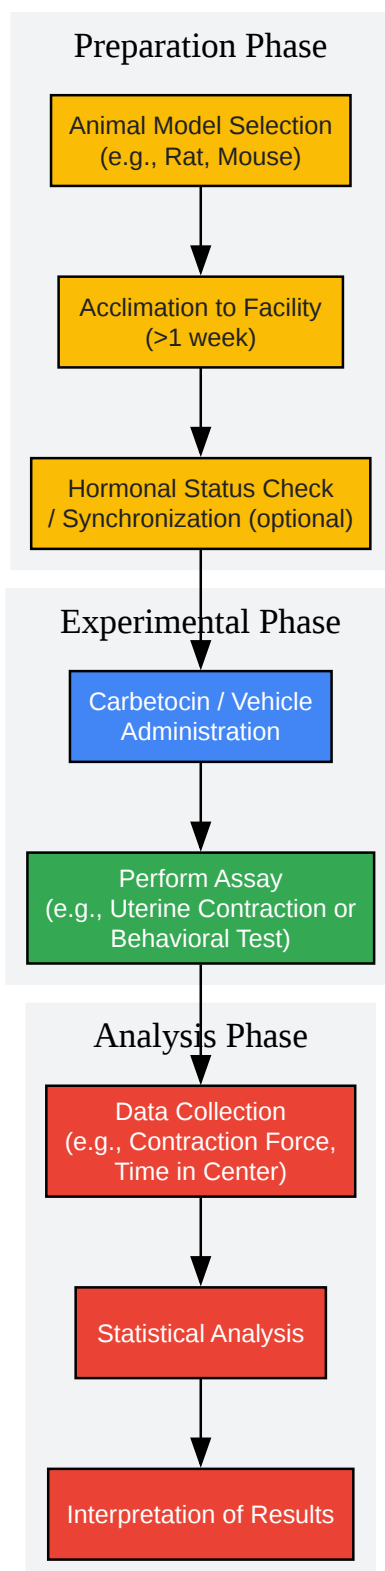 Preparation Phase
Animal Model Selection
(e.g., Rat, Mouse)
Acclimation to Facility
(>1 week)
Hormonal Status Check
/ Synchronization (optional)
Experimental Phase
Carbetocin / Vehicle
Administration
Perform Assay
(e.g., Uterine Contraction or
Behavioral Test)
Analysis Phase
Data Collection
(e.g., Contraction Force,
Time in Center)
Statistical Analysis
Interpretation of Results